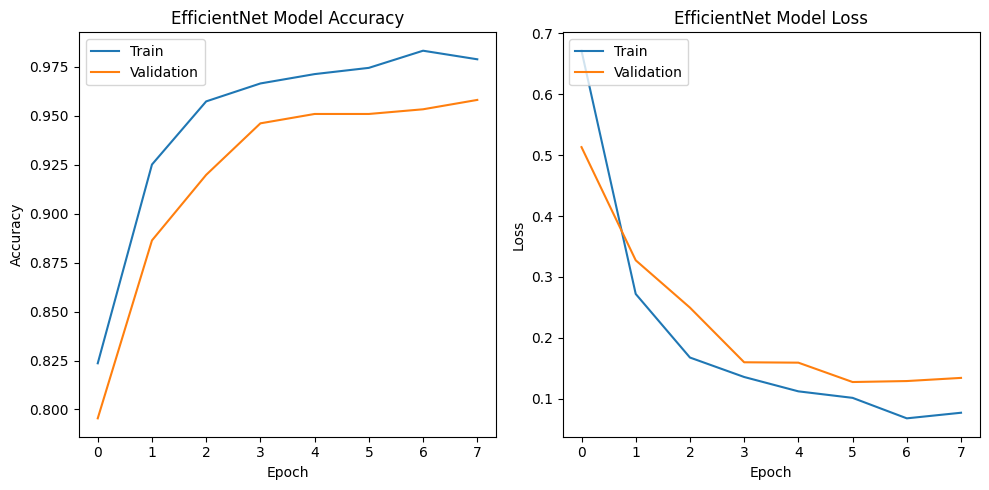 EfficientNet Model Accuracy
Train
Validation
0.975
0.950
0.925
0.900
0.875
0.850
0.825
0.800
Accuracy
0 1 2 3 4 5 6 7
Epoch
EfficientNet Model Loss
Train
Validation
0.7
0.6
0.5
0.4
0.3
0.2
0.1
Loss
0 1 2 3 4 5 6 7
Epoch